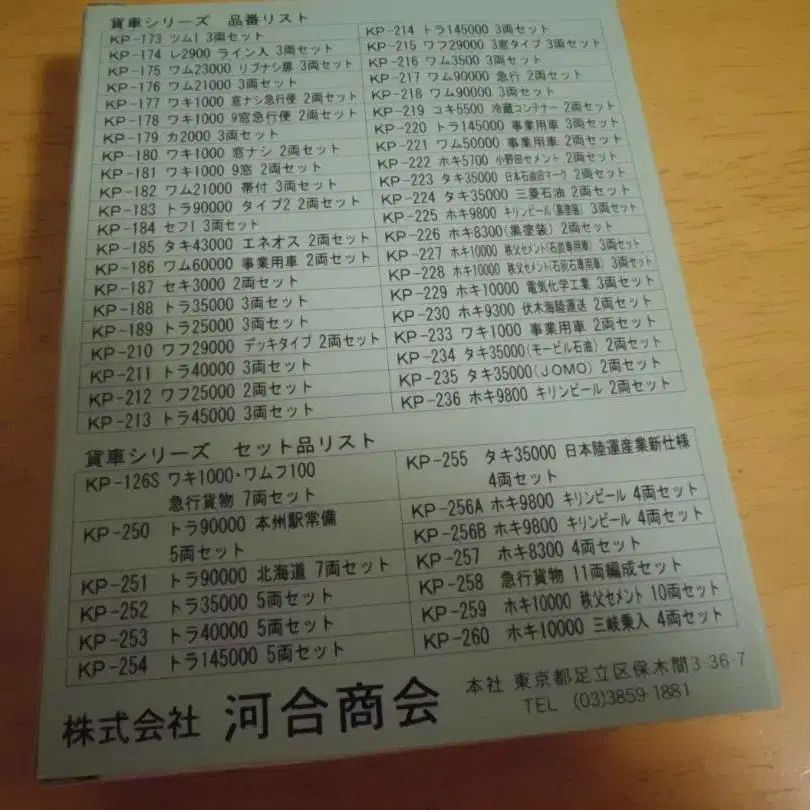 貨車シリーズ 品番リスト
KP-173 ツム1 3両セット
KP-174 レ2900 ライン入 3両セット
KP-175 ワム23000 リブナシ扉 3両セット
KP-176 ワム21000 3両セット
KP-177 ワキ1000 窓ナシ急行便 2両セット
KP-178 ワキ1000 9窓急行便 2両セット
KP-179 カ2000 3両セット
KP-180 ワキ1000 窓ナシ 2両セット
KP-181 ワキ1000 9窓 2両セット
KP-182 ワム21000 帯付 3両セット
KP-183 トラ90000 タイプ2 2両セット
KP-184 セフ1 3両セット
KP-185 タキ43000 エネオス 2両セット
KP-186 ワム60000 事業用車 2両セット
KP-187 セキ3000 2両セット
KP-188 トラ35000 3両セット
KP-189 トラ25000 3両セット
KP-210 ワフ29000 デッキタイプ 2両セット
KP-211 トラ40000 3両セット
KP-212 ワフ25000 2両セット
KP-213 トラ45000 3両セット
KP-214 トラ145000 3両セット
KP-215 ワフ29000 3窓タイプ 3両セット
KP-216 ワム3500 3両セット
KP-217 ワム90000 急行 2両セット
KP-218 ワム90000 3両セット
KP-219 コキ5500 冷蔵コンテナー 2両セット
KP-220 トラ145000 事業用車 3両セット
KP-221 ワム50000 事業用車 3両セット
KP-222 ホキ5700 小野田セメント 2両セット
KP-223 タキ35000 日本石油旧マーク 2両セット
KP-224 タキ35000 三菱石油 2両セット
KP-225 ホキ9800 キリンビール(黒塗装) 3両セット
KP-226 ホキ8300(黒塗装) 2両セット
KP-227 ホキ10000 秩父セメント(石炭専用車) 3両セット
KP-228 ホキ10000 秩父セメント(石灰石専用車) 3両セット
KP-229 ホキ10000 電気化学工業 3両セット
KP-230 ホキ9300 伏木海陸運送 2両セット
KP-233 ワキ1000 事業用車 2両セット
KP-234 タキ35000(モービル石油) 2両セット
KP-235 タキ35000(JOMO) 2両セット
KP-236 ホキ9800 キリンビール 2両セット
貨車シリーズ セット品リスト
KP-126S ワキ1000・ワムフ100
急行貨物 7両セット
KP-250 トラ90000 本州駅常備
5両セット
KP-251 トラ90000 北海道 7両セット
KP-252 トラ35000 5両セット
KP-253 トラ40000 5両セット
KP-254 トラ145000 5両セット
KP-255 タキ35000 日本陸運産業新仕様
4両セット
KP-256A ホキ9800 キリンビール 4両セット
KP-256B ホキ9800 キリンビール 4両セット
KP-257 ホキ8300 4両セット
KP-258 急行貨物 11両編成セット
KP-259 ホキ10000 秩父セメント 10両セット
KP-260 ホキ10000 三岐乗入 4両セット
株式会社 河合商会
本社 東京都足立区保木間3-36-7
TEL (03)3859-1881